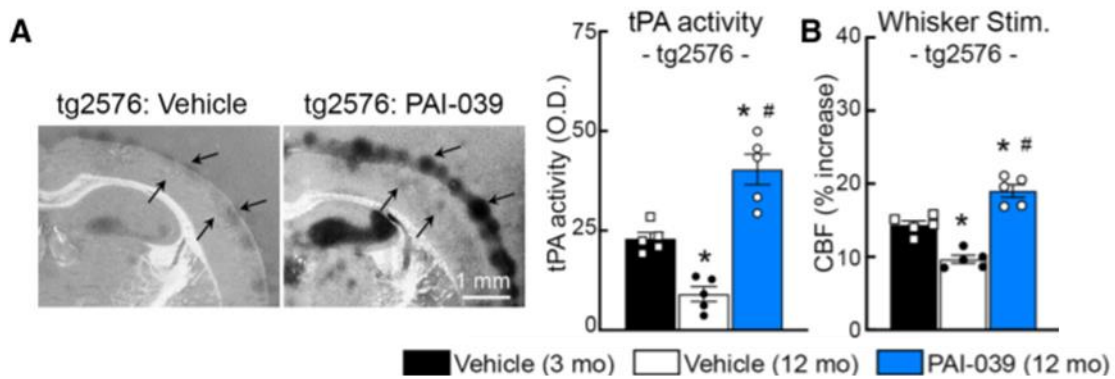 A
tg2576: Vehicle
tg2576: PAI-039
1 mm
tPA activity
- tg2576 -
tPA activity (O.D.)
75
50
25
0
* #
*
B
Whisker Stim.
- tg2576 -
CBF (% increase)
40
30
20
10
0
* #
*
Vehicle (3 mo) Vehicle (12 mo) PAI-039 (12 mo)